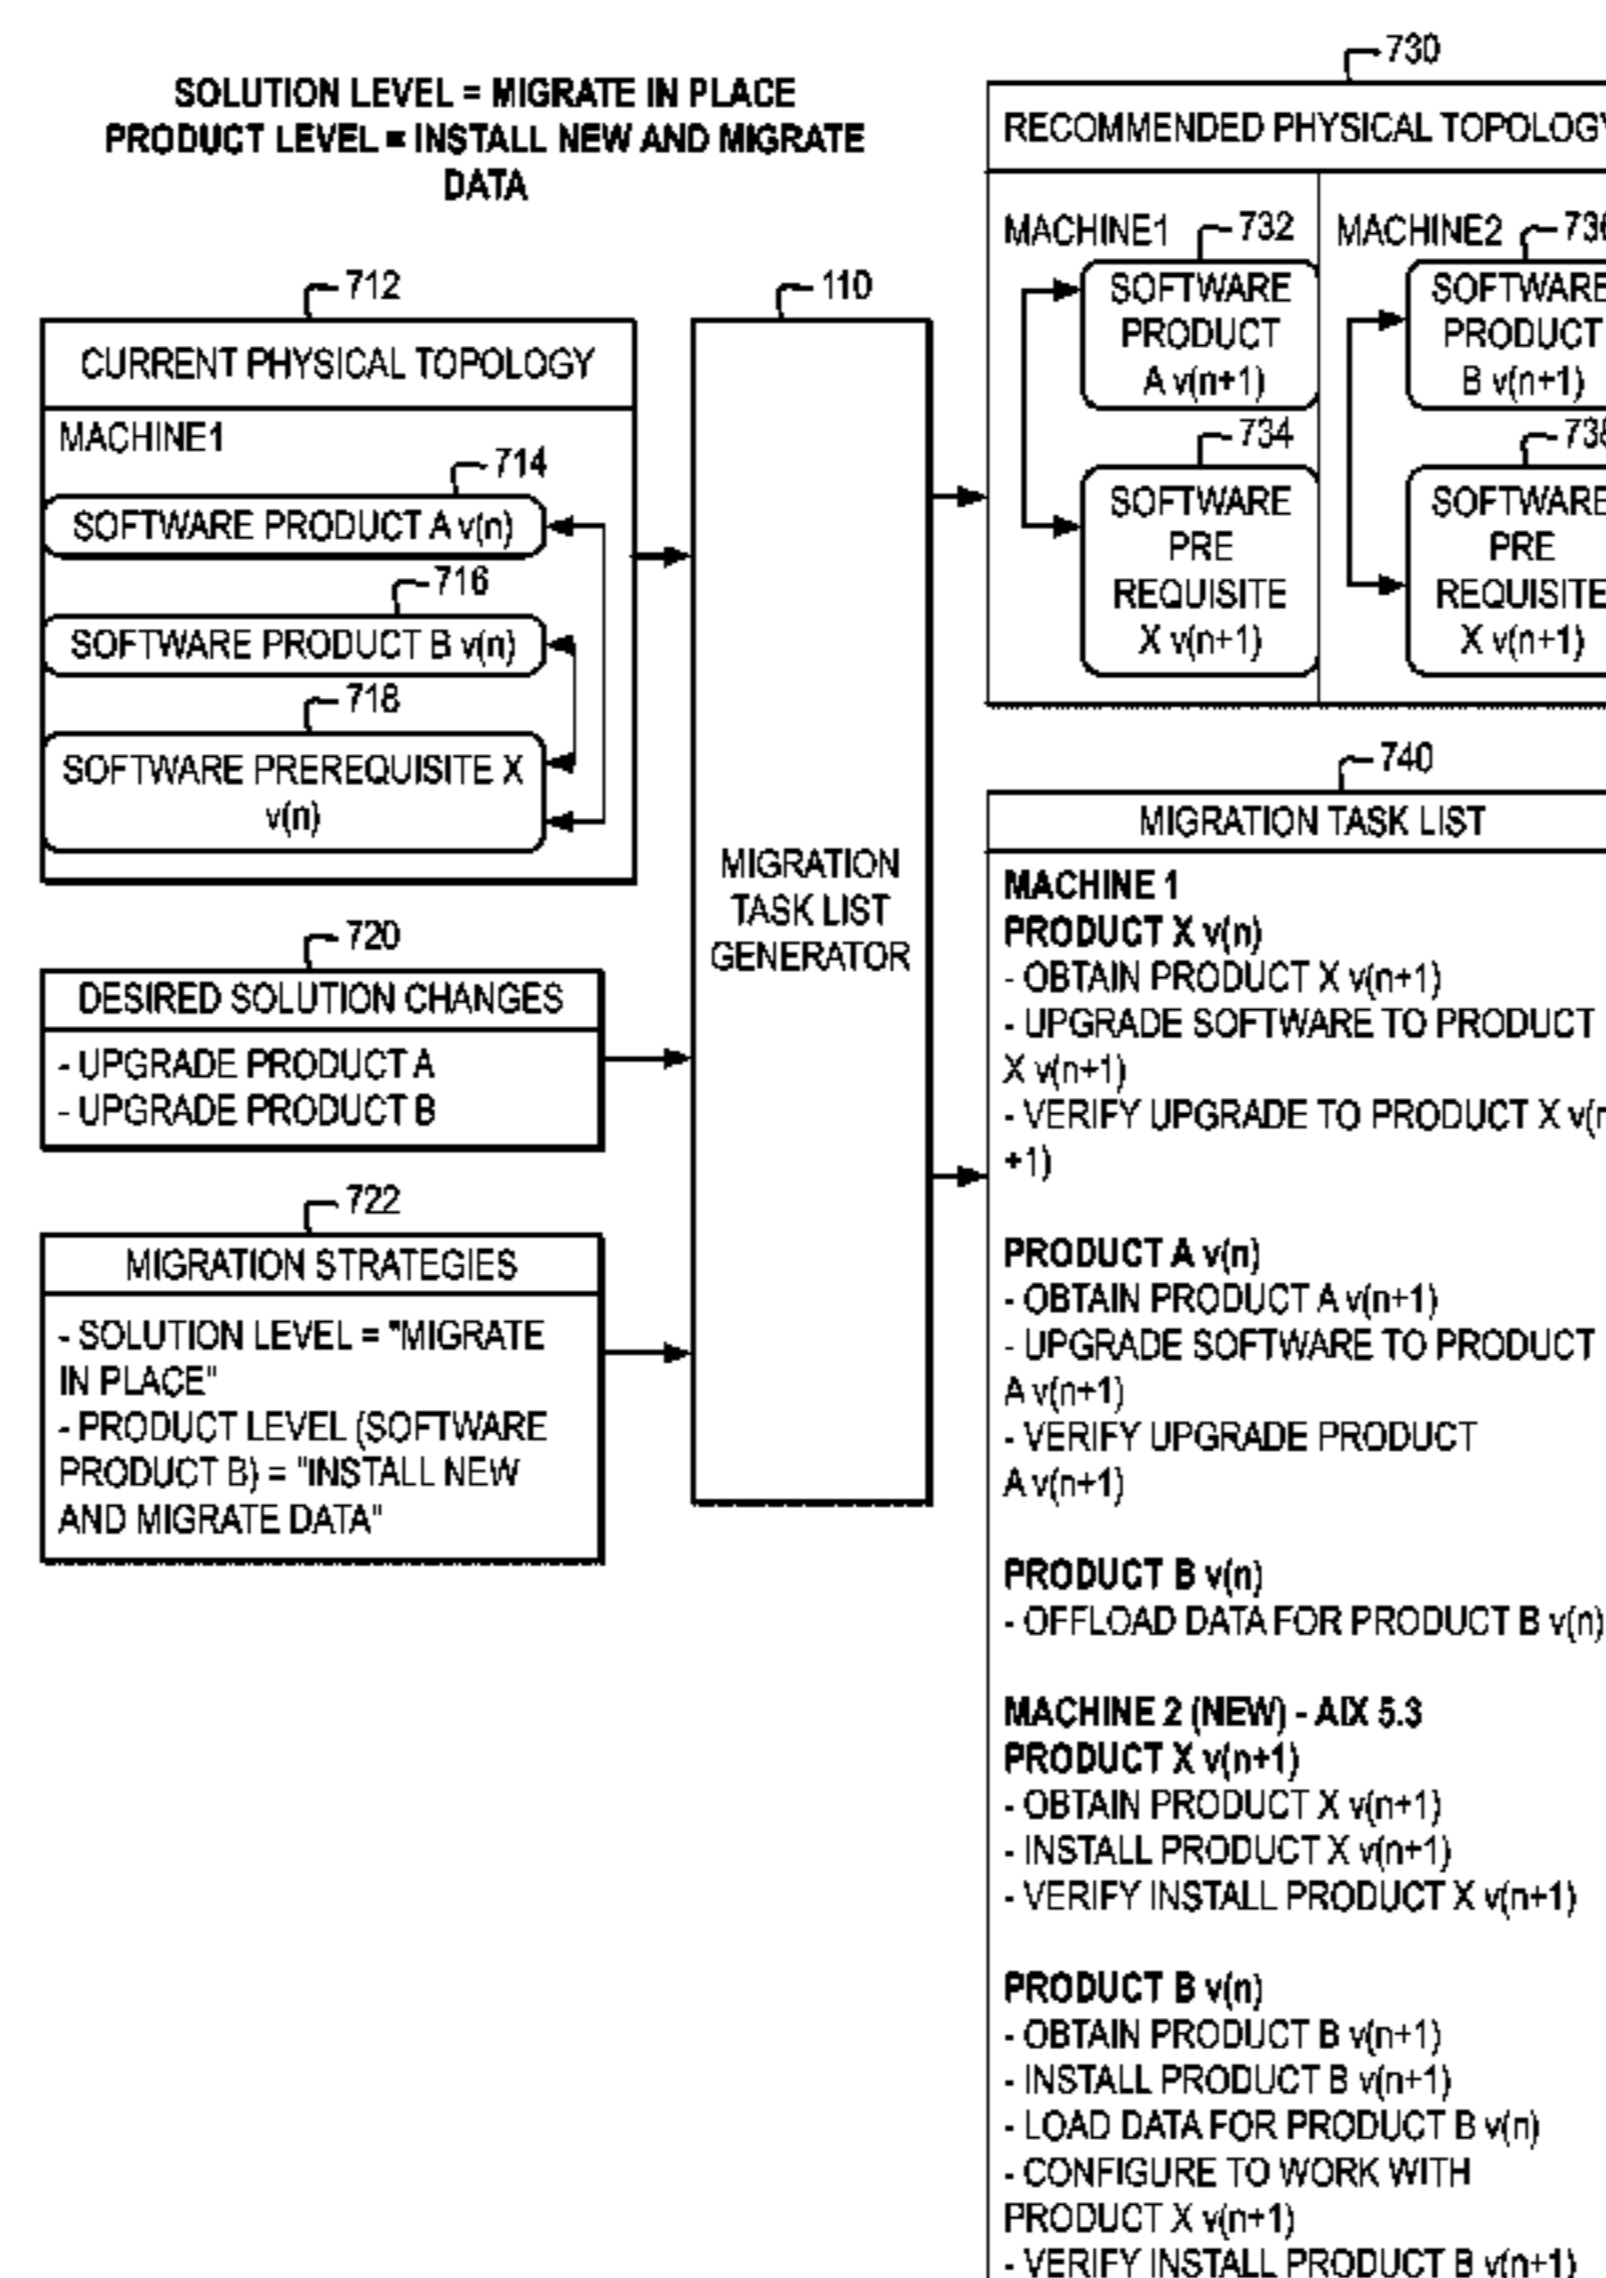 SOLUTION LEVEL = MIGRATE IN PLACE
PRODUCT LEVEL = INSTALL NEW AND MIGRATE
DATA
712
CURRENT PHYSICAL TOPOLOGY
MACHINE1
714
SOFTWARE PRODUCT A v(n)
716
SOFTWARE PRODUCT B v(n)
718
SOFTWARE PREREQUISITE X
v(n)
720
DESIRED SOLUTION CHANGES
- UPGRADE PRODUCT A
- UPGRADE PRODUCT B
722
MIGRATION STRATEGIES
- SOLUTION LEVEL = "MIGRATE
IN PLACE"
- PRODUCT LEVEL (SOFTWARE
PRODUCT B) = "INSTALL NEW
AND MIGRATE DATA"
110
MIGRATION
TASK LIST
GENERATOR
730
RECOMMENDED PHYSICAL TOPOLOGY
MACHINE1
732
SOFTWARE
PRODUCT
A v(n+1)
734
SOFTWARE
PRE
REQUISITE
X v(n+1)
MACHINE2
736
SOFTWARE
PRODUCT
B v(n+1)
738
SOFTWARE
PRE
REQUISITE
X v(n+1)
740
MIGRATION TASK LIST
MACHINE 1
PRODUCT X v(n)
- OBTAIN PRODUCT X v(n+1)
- UPGRADE SOFTWARE TO PRODUCT
X v(n+1)
- VERIFY UPGRADE TO PRODUCT X v(n
+1)
PRODUCT A v(n)
- OBTAIN PRODUCT A v(n+1)
- UPGRADE SOFTWARE TO PRODUCT
A v(n+1)
- VERIFY UPGRADE PRODUCT
A v(n+1)
PRODUCT B v(n)
- OFFLOAD DATA FOR PRODUCT B v(n)
MACHINE 2 (NEW) - AIX 5.3
PRODUCT X v(n+1)
- OBTAIN PRODUCT X v(n+1)
- INSTALL PRODUCT X v(n+1)
- VERIFY INSTALL PRODUCT X v(n+1)
PRODUCT B v(n)
- OBTAIN PRODUCT B v(n+1)
- INSTALL PRODUCT B v(n+1)
- LOAD DATA FOR PRODUCT B v(n)
- CONFIGURE TO WORK WITH
PRODUCT X v(n+1)
- VERIFY INSTALL PRODUCT B v(n+1)